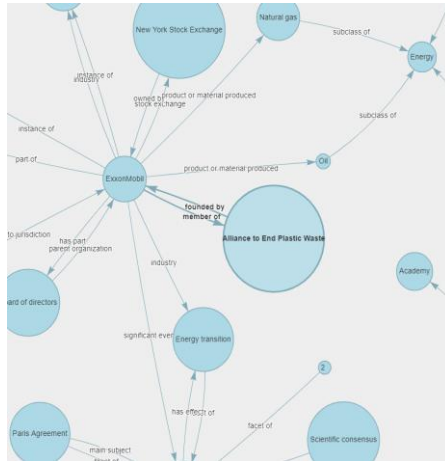 New York Stock Exchange
Natural gas
subclass of
Energy
instance of
industry
owned by
product or material produced
stock exchange
subclass of
instance of
part of
product or material produced
Oil
ExxonMobil
founded by
member of
Alliance to End Plastic Waste
to jurisdiction
has part
parent organization
industry
Academy
ard of directors
significant even
Energy transition
2
has effect of
facet of
Paris Agreement
main subject
Scientific consensus